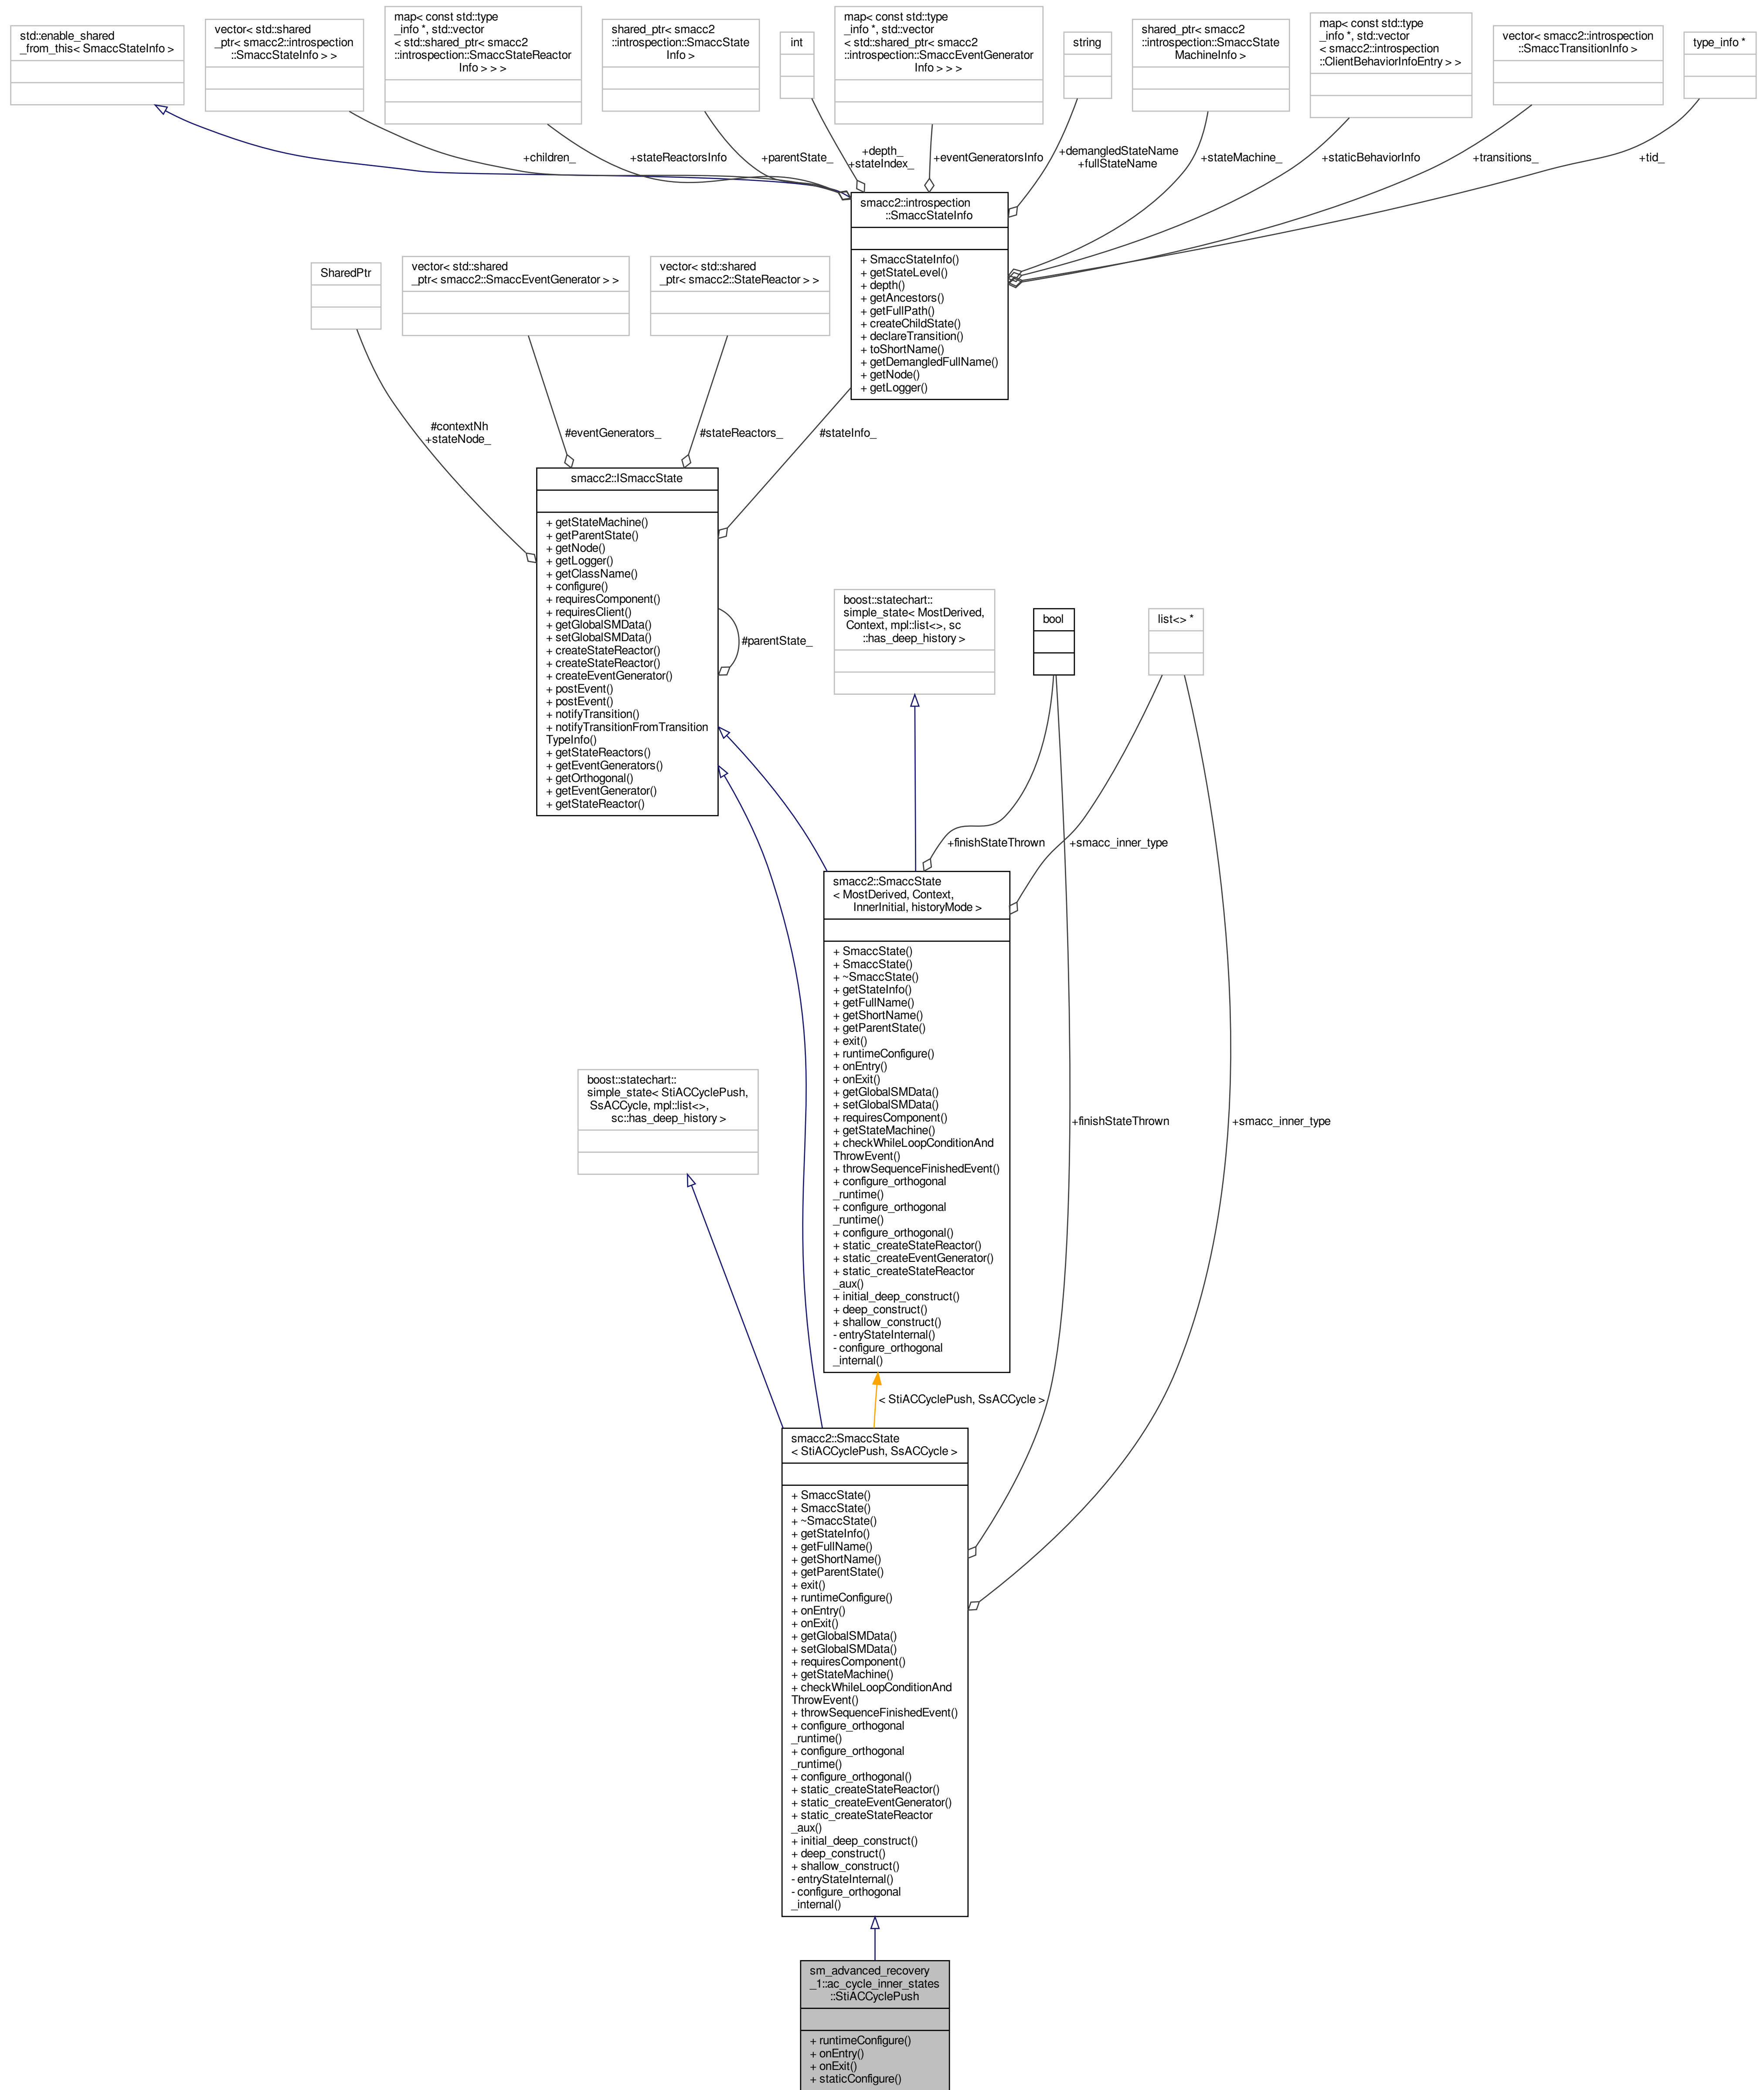 std::enable_shared
_from_this< SmaccStateInfo >
vector< std::shared
_ptr< smacc2::introspection
::SmaccStateInfo > >
map< const std::type
_info *, std::vector
< std::shared_ptr< smacc2
::introspection::SmaccStateReactor
Info > > >
shared_ptr< smacc2
::introspection::SmaccState
Info >
int
map< const std::type
_info *, std::vector
< std::shared_ptr< smacc2
::introspection::SmaccEventGenerator
Info > > >
string
shared_ptr< smacc2
::introspection::SmaccState
MachineInfo >
map< const std::type
_info *, std::vector
< smacc2::introspection
::ClientBehaviorInfoEntry > >
vector< smacc2::introspection
::SmaccTransitionInfo >
type_info *
+children_
+stateReactorsInfo
+parentState_
+depth_
+stateIndex_
+eventGeneratorsInfo
+demangledStateName
+fullStateName
+stateMachine_
+staticBehaviorInfo
+transitions_
+tid_
smacc2::introspection
::SmaccStateInfo
+ SmaccStateInfo()
+ getStateLevel()
+ depth()
+ getAncestors()
+ getFullPath()
+ createChildState()
+ declareTransition()
+ toShortName()
+ getDemangledFullName()
+ getNode()
+ getLogger()
SharedPtr
vector< std::shared
_ptr< smacc2::SmaccEventGenerator > >
vector< std::shared
_ptr< smacc2::StateReactor > >
#contextNh
+stateNode_
#eventGenerators_
#stateReactors_
#stateInfo_
smacc2::ISmaccState
+ getStateMachine()
+ getParentState()
+ getNode()
+ getLogger()
+ getClassName()
+ configure()
+ requiresComponent()
+ requiresClient()
+ getGlobalSMData()
+ setGlobalSMData()
+ createStateReactor()
+ createStateReactor()
+ createEventGenerator()
+ postEvent()
+ postEvent()
+ notifyTransition()
+ notifyTransitionFromTransition
TypeInfo()
+ getStateReactors()
+ getEventGenerators()
+ getOrthogonal()
+ getEventGenerator()
+ getStateReactor()
#parentState_
boost::statechart::
simple_state< MostDerived,
Context, mpl::list<>, sc
::has_deep_history >
bool
list<> *
+finishStateThrown
+smacc_inner_type
smacc2::SmaccState
< MostDerived, Context,
InnerInitial, historyMode >
+ SmaccState()
+ SmaccState()
+ ~SmaccState()
+ getStateInfo()
+ getFullName()
+ getShortName()
+ getParentState()
+ exit()
+ runtimeConfigure()
+ onEntry()
+ onExit()
+ getGlobalSMData()
+ setGlobalSMData()
+ requiresComponent()
+ getStateMachine()
+ checkWhileLoopConditionAnd
ThrowEvent()
+ throwSequenceFinishedEvent()
+ configure_orthogonal
_runtime()
+ configure_orthogonal
_runtime()
+ configure_orthogonal()
+ static_createStateReactor()
+ static_createEventGenerator()
+ static_createStateReactor
_aux()
+ initial_deep_construct()
+ deep_construct()
+ shallow_construct()
- entryStateInternal()
- configure_orthogonal
_internal()
boost::statechart::
simple_state< StiACCyclePush,
SsACCycle, mpl::list<>,
sc::has_deep_history >
+finishStateThrown
+smacc_inner_type
< StiACCyclePush, SsACCycle >
smacc2::SmaccState
< StiACCyclePush, SsACCycle >
+ SmaccState()
+ SmaccState()
+ ~SmaccState()
+ getStateInfo()
+ getFullName()
+ getShortName()
+ getParentState()
+ exit()
+ runtimeConfigure()
+ onEntry()
+ onExit()
+ getGlobalSMData()
+ setGlobalSMData()
+ requiresComponent()
+ getStateMachine()
+ checkWhileLoopConditionAnd
ThrowEvent()
+ throwSequenceFinishedEvent()
+ configure_orthogonal
_runtime()
+ configure_orthogonal
_runtime()
+ configure_orthogonal()
+ static_createStateReactor()
+ static_createEventGenerator()
+ static_createStateReactor
_aux()
+ initial_deep_construct()
+ deep_construct()
+ shallow_construct()
- entryStateInternal()
- configure_orthogonal
_internal()
sm_advanced_recovery
_1::ac_cycle_inner_states
::StiACCyclePush
+ runtimeConfigure()
+ onEntry()
+ onExit()
+ staticConfigure()